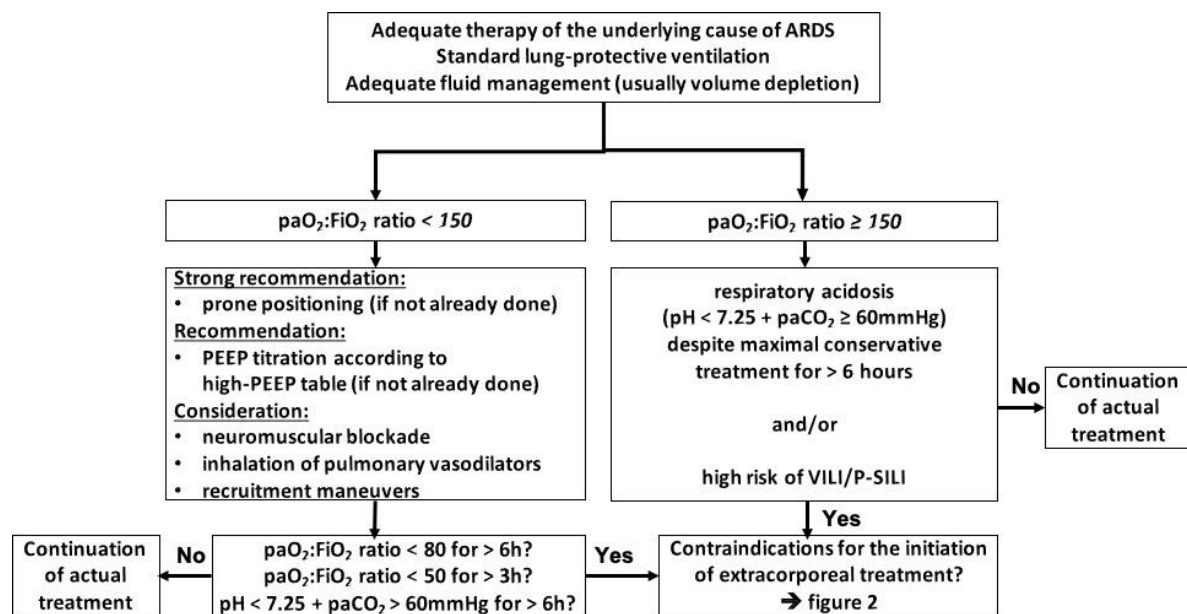 Adequate therapy of the underlying cause of ARDS
Standard lung-protective ventilation
Adequate fluid management (usually volume depletion)
paO₂:FiO₂ ratio < 150
paO₂:FiO₂ ratio ≥ 150
Strong recommendation:
• prone positioning (if not already done)
Recommendation:
• PEEP titration according to
high-PEEP table (if not already done)
Consideration:
• neuromuscular blockade
• inhalation of pulmonary vasodilators
• recruitment maneuvers
respiratory acidosis
(pH < 7.25 + paCO₂ ≥ 60mmHg)
despite maximal conservative
treatment for > 6 hours
and/or
high risk of VILI/P-SILI
No
Continuation
of actual
treatment
Yes
Continuation
of actual
treatment
No
paO₂:FiO₂ ratio < 80 for > 6h?
paO₂:FiO₂ ratio < 50 for > 3h?
pH < 7.25 + paCO₂ > 60mmHg for > 6h?
Yes
Contraindications for the initiation
of extracorporeal treatment?
➔ figure 2